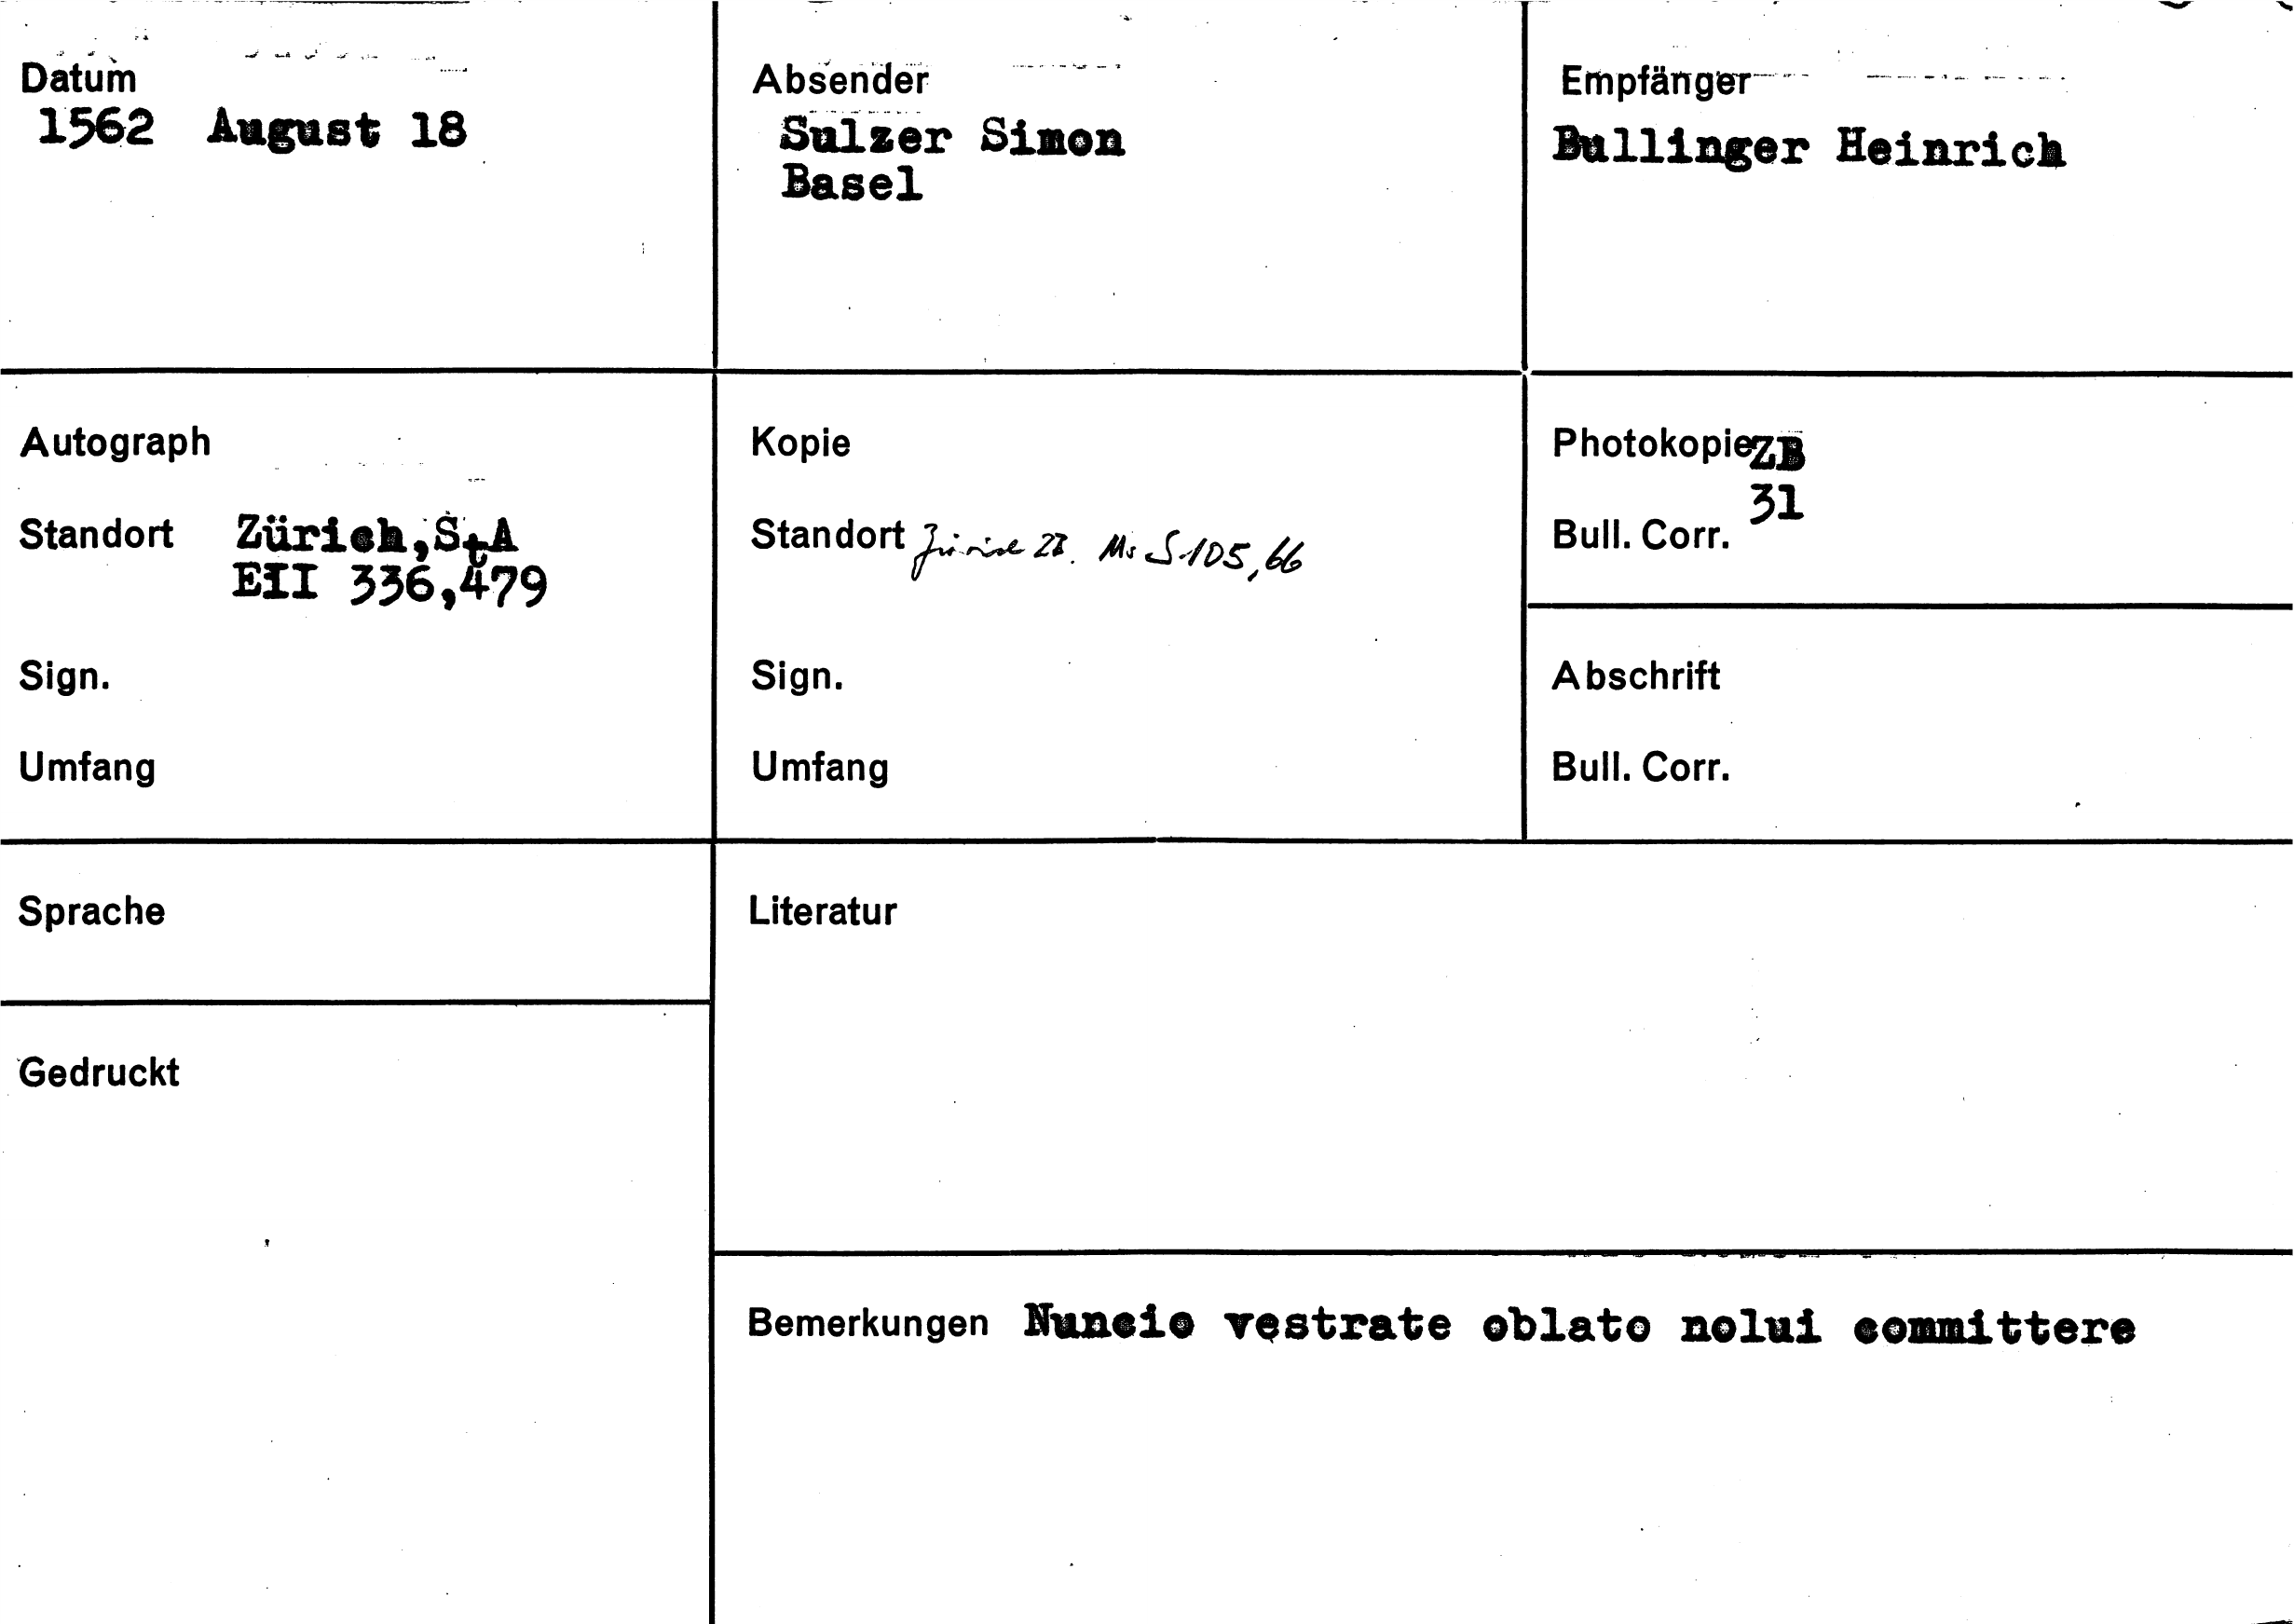 Datum
1562 August 18
Absender
Sulzer Simon
Basel
Empfänger
Bullinger Heinrich
Autograph
Standort Zürich,StA
EII 336,479
Sign.
Umfang
Kopie
Standort Zürich ZB. Ms S 105, 66
Sign.
Umfang
Photokopie ZB
31
Bull. Corr.
Abschrift
Bull. Corr.
Sprache
Gedruckt
Literatur
Bemerkungen Nuncio vestrate oblato nolui committere